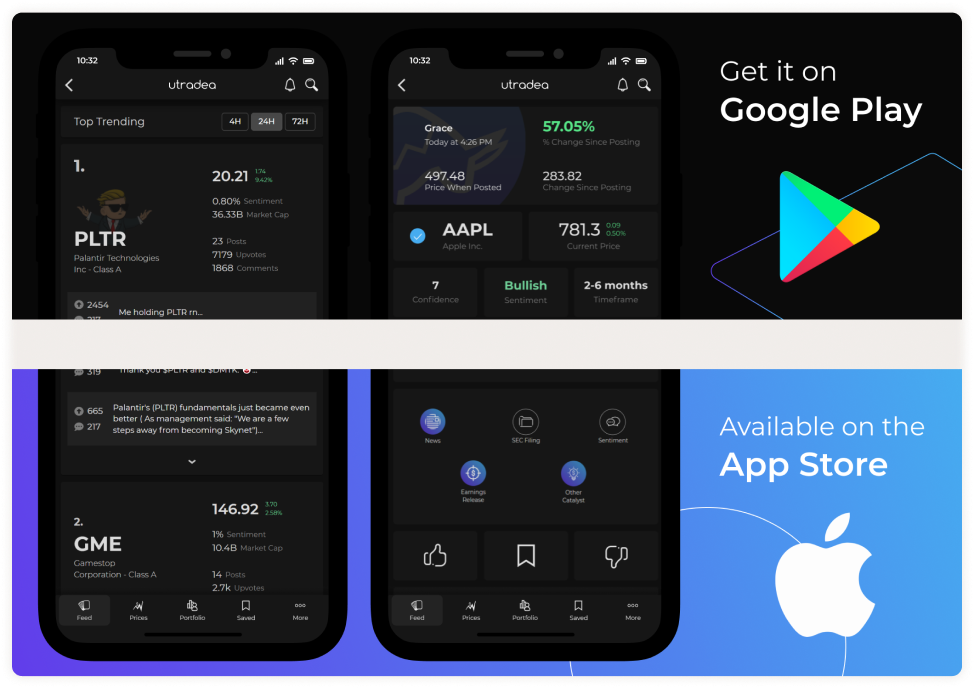 10:32
utradea
Top Trending
4H
24H
72H
1.
20.21
1.74
9.42%
0.80% Sentiment
36.33B Market Cap
PLTR
Palantir Technologies
Inc - Class A
23 Posts
7179 Upvotes
1868 Comments
2454
217
Me holding PLTR rn...
10:32
utradea
Grace
Today at 4:26 PM
57.05%
% Change Since Posting
497.48
Price When Posted
283.82
Change Since Posting
AAPL
Apple Inc.
781.3
0.09
0.50%
Current Price
7
Confidence
Bullish
Sentiment
2-6 months
Timeframe
Get it on
Google Play
319
Thank you $PLTR and $DMYK.
665
217
Palantir's (PLTR) fundamentals just became even
better ( As management said: "We are a few
steps away from becoming Skynet")...
2.
146.92
3.70
2.58%
1% Sentiment
10.4B Market Cap
GME
Gamestop
Corporation - Class A
14 Posts
2.7k Upvotes
Feed
Prices
Portfolio
Saved
More
News
SEC Filing
Sentiment
Earnings
Release
Other
Catalyst
Feed
Prices
Portfolio
Saved
More
Available on the
App Store